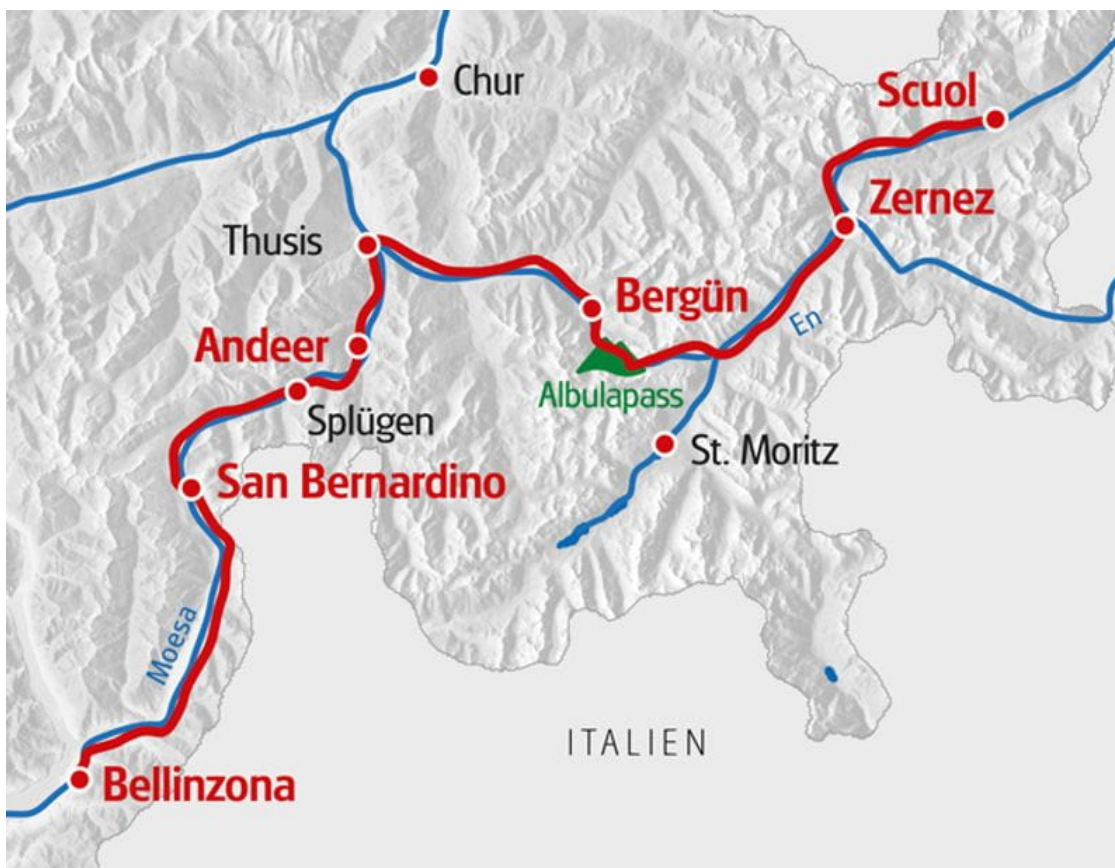 Chur
Scuol
Zernez
Thusis
Bergün
En
Andeer
Albulapass
Splügen
St. Moritz
San Bernardino
Moesa
ITALIEN
Bellinzona